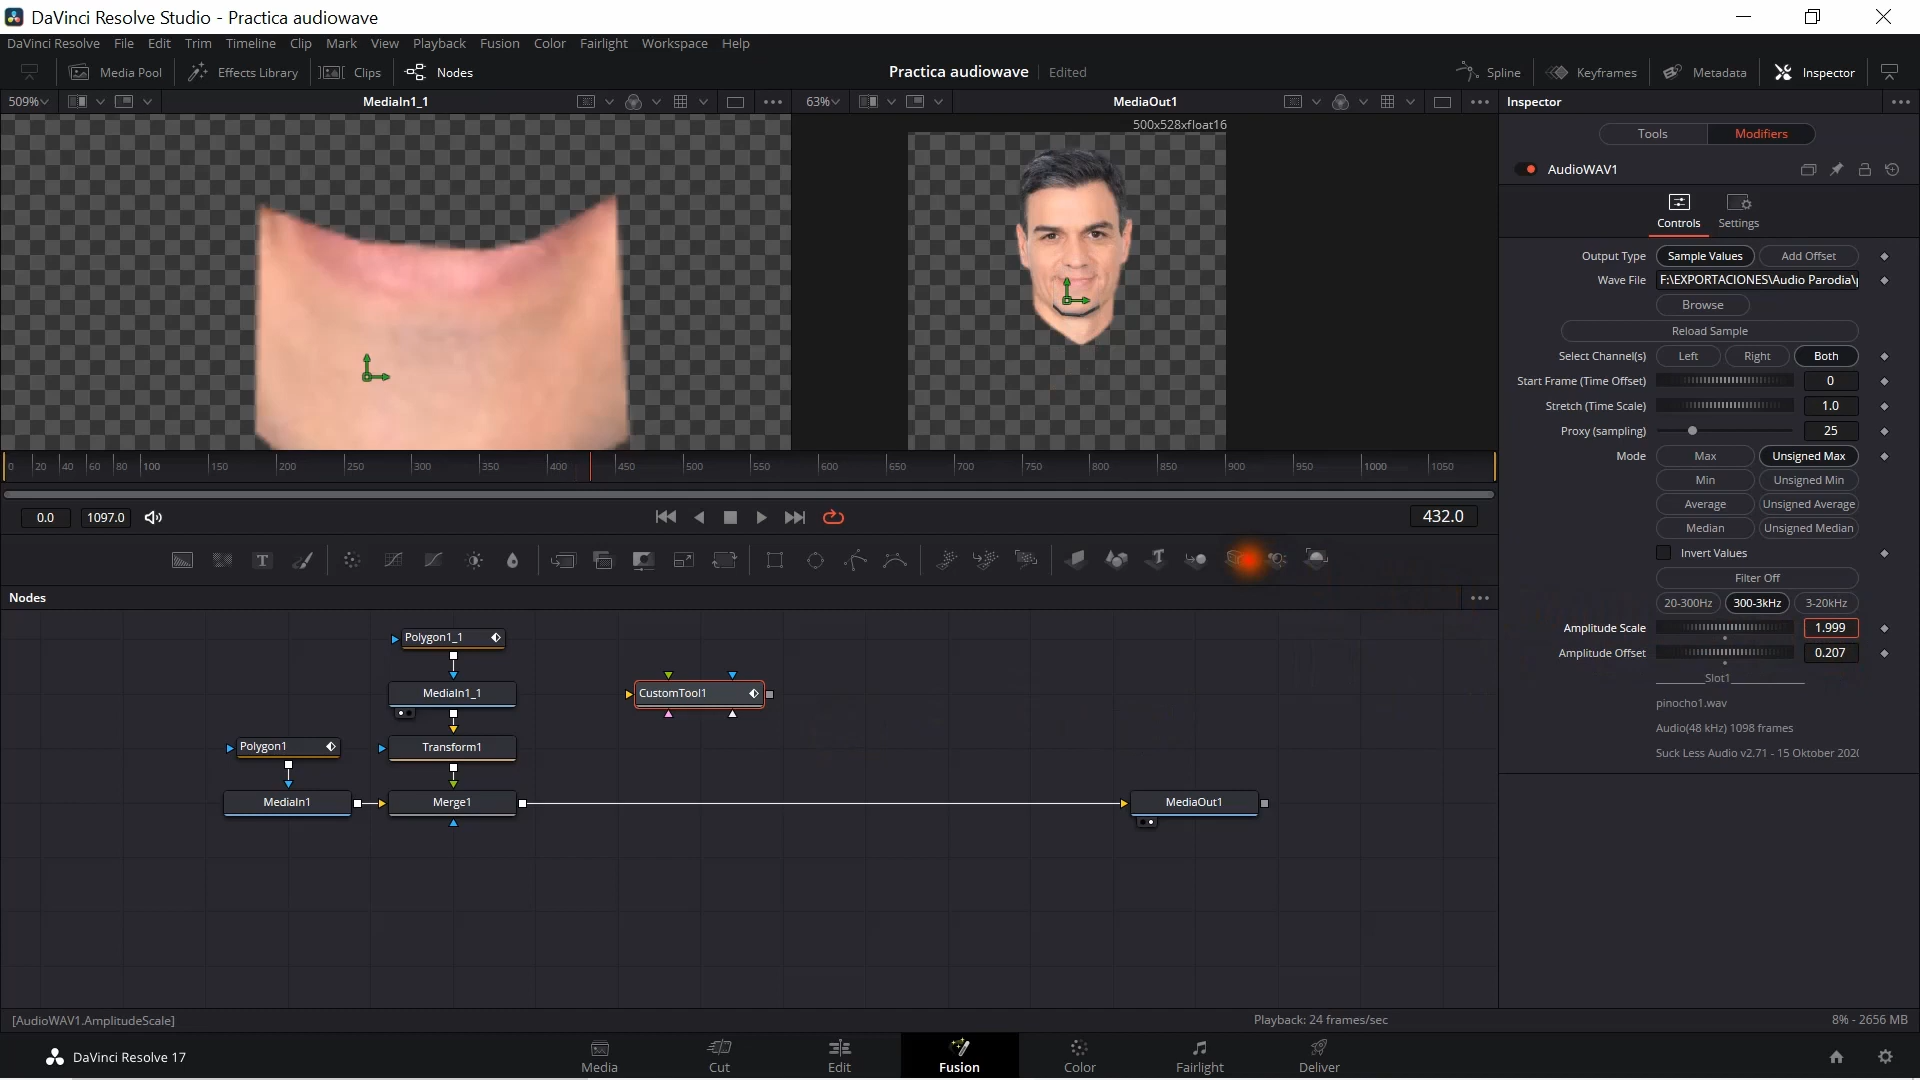 DaVinci Resolve Studio - Practica audiowave
DaVinci Resolve File Edit Trim Timeline Clip Mark View Playback Fusion Color Fairlight Workspace Help
Media Pool Effects Library Clips Nodes Practica audiowave Edited Spline Keyframes Metadata Inspector
509% MediaIn1_1 63% MediaOut1 Inspector
500x528xfloat16
Tools Modifiers
AudioWAV1
Controls Settings
Output Type Sample Values Add Offset
Wave File F:\EXPORTACIONES\Audio Parodia\
Browse
Reload Sample
Select Channel(s) Left Right Both
Start Frame (Time Offset) 0
Stretch (Time Scale) 1.0
Proxy (sampling) 25
Mode Max Unsigned Max
Min Unsigned Min
Average Unsigned Average
Median Unsigned Median
Invert Values
Filter Off
20-300Hz 300-3kHz 3-20kHz
Amplitude Scale 1.999
Amplitude Offset 0.207
________Slot1________
pinocho1.wav
Audio(48 kHz) 1098 frames
Suck Less Audio v2.71 - 15 Oktober 2020
0 20 40 60 80 100 150 200 250 300 350 400 450 500 550 600 650 700 750 800 850 900 950 1000 1050
0.0 1097.0 432.0
T
Nodes
Polygon1_1
MediaIn1_1
CustomTool1
Polygon1
Transform1
MediaIn1
Merge1
MediaOut1
[AudioWAV1.AmplitudeScale] Playback: 24 frames/sec 8% - 2656 MB
DaVinci Resolve 17 Media Cut Edit Fusion Color Fairlight Deliver